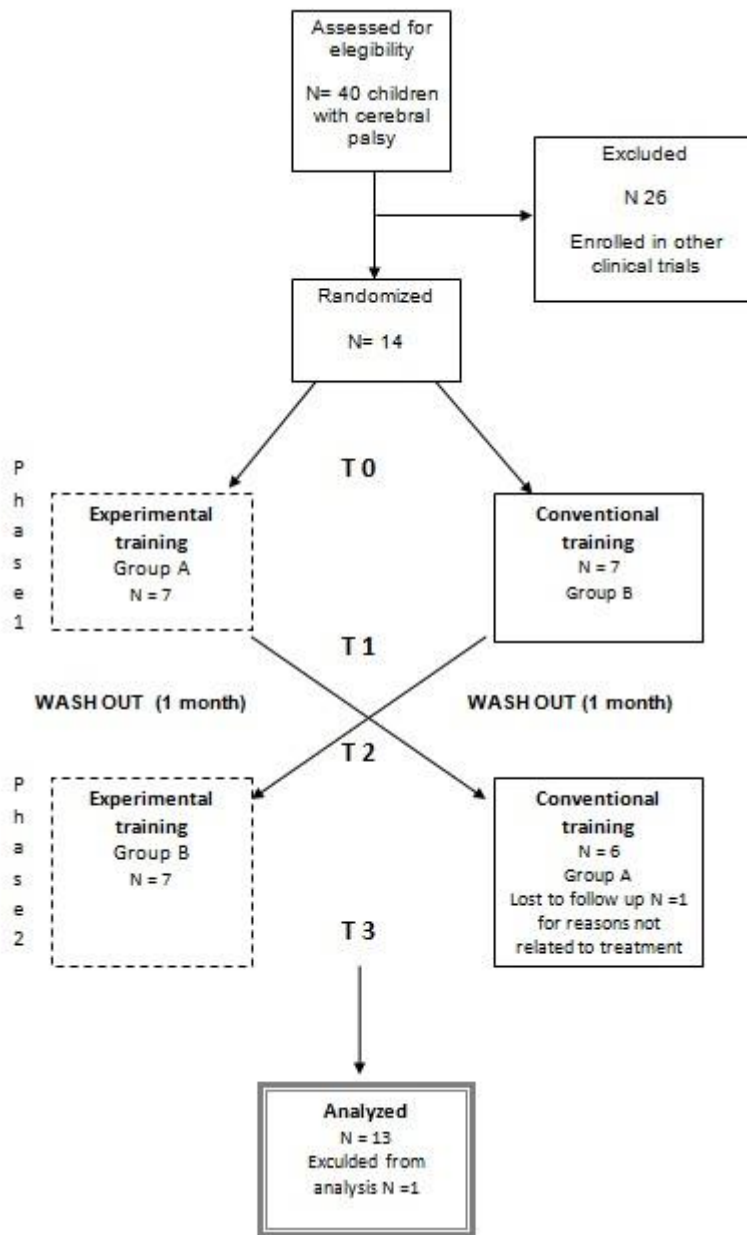 Assessed for
elegibility
N= 40 children
with cerebral
palsy
Excluded
N 26
Enrolled in other
clinical trials
Randomized
N= 14
T 0
Phase1
Experimental
training
Group A
N = 7
Conventional
training
N = 7
Group B
T 1
WASH OUT (1 month)
WASH OUT (1 month)
T 2
Phase2
Experimental
training
Group B
N = 7
Conventional
training
N = 6
Group A
Lost to follow up N =1
for reasons not
related to treatment
T 3
Analyzed
N = 13
Exculded from
analysis N =1